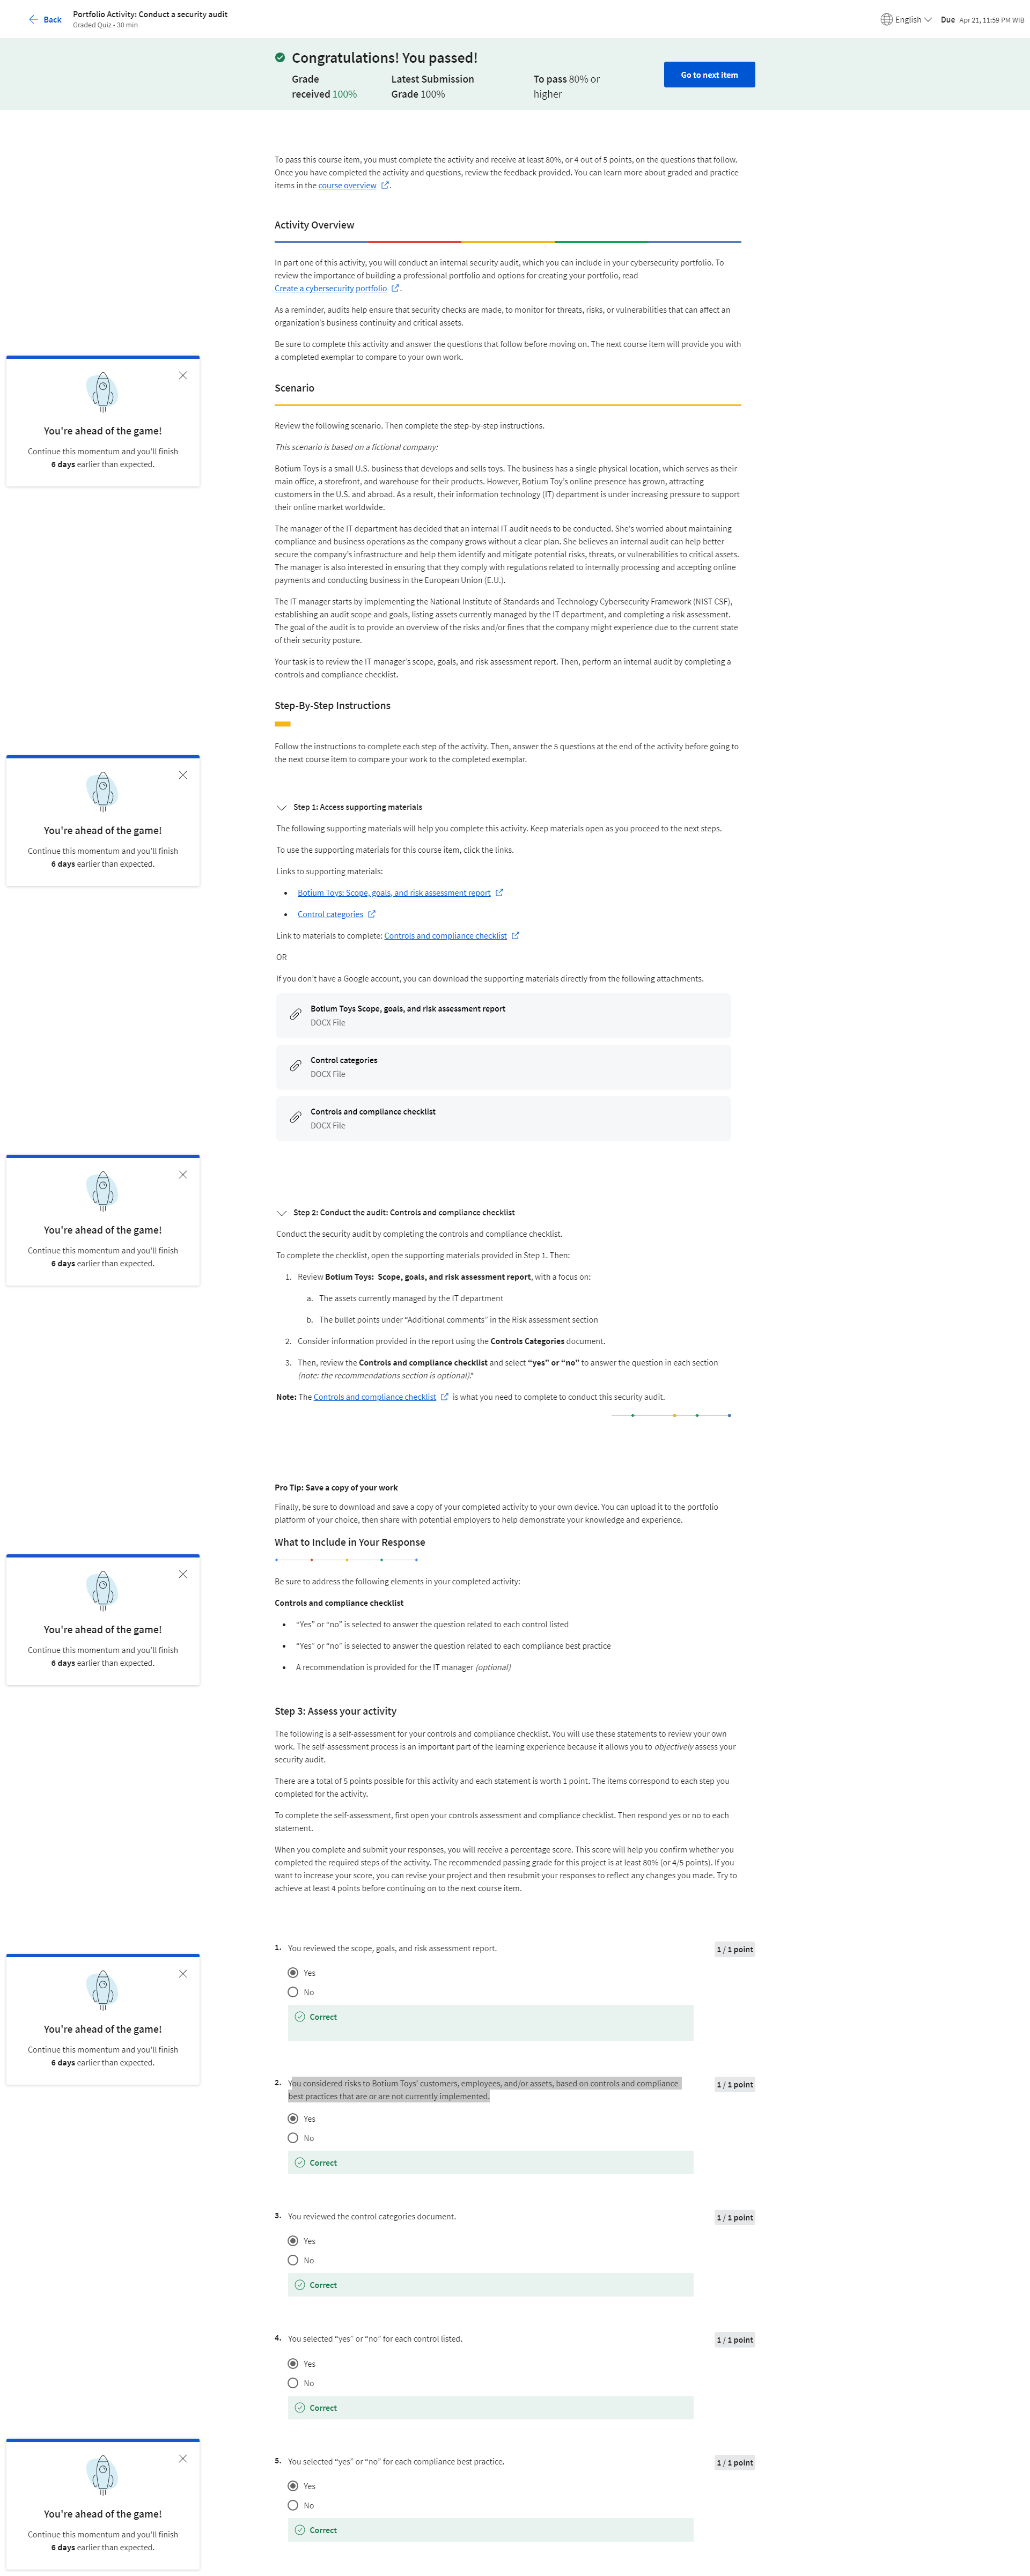 Back
Portfolio Activity: Conduct a security audit
Graded Quiz • 30 min
English
Due Apr 21, 11:59 PM WIB
Congratulations! You passed!
Grade
received 100%
Latest Submission
Grade 100%
To pass 80% or
higher
Go to next item
To pass this course item, you must complete the activity and receive at least 80%, or 4 out of 5 points, on the questions that follow.
Once you have completed the activity and questions, review the feedback provided. You can learn more about graded and practice
items in the course overview .
Activity Overview
In part one of this activity, you will conduct an internal security audit, which you can include in your cybersecurity portfolio. To
review the importance of building a professional portfolio and options for creating your portfolio, read
Create a cybersecurity portfolio .
As a reminder, audits help ensure that security checks are made, to monitor for threats, risks, or vulnerabilities that can affect an
organization's business continuity and critical assets.
Be sure to complete this activity and answer the questions that follow before moving on. The next course item will provide you with
a completed exemplar to compare to your own work.
You're ahead of the game!
Continue this momentum and you'll finish
6 days earlier than expected.
Scenario
Review the following scenario. Then complete the step-by-step instructions.
This scenario is based on a fictional company:
Botium Toys is a small U.S. business that develops and sells toys. The business has a single physical location, which serves as their
main office, a storefront, and warehouse for their products. However, Botium Toy's online presence has grown, attracting
customers in the U.S. and abroad. As a result, their information technology (IT) department is under increasing pressure to support
their online market worldwide.
The manager of the IT department has decided that an internal IT audit needs to be conducted. She's worried about maintaining
compliance and business operations as the company grows without a clear plan. She believes an internal audit can help better
secure the company's infrastructure and help them identify and mitigate potential risks, threats, or vulnerabilities to critical assets.
The manager is also interested in ensuring that they comply with regulations related to internally processing and accepting online
payments and conducting business in the European Union (E.U.).
The IT manager starts by implementing the National Institute of Standards and Technology Cybersecurity Framework (NIST CSF),
establishing an audit scope and goals, listing assets currently managed by the IT department, and completing a risk assessment.
The goal of the audit is to provide an overview of the risks and/or fines that the company might experience due to the current state
of their security posture.
Your task is to review the IT manager's scope, goals, and risk assessment report. Then, perform an internal audit by completing a
controls and compliance checklist.
Step-By-Step Instructions
Follow the instructions to complete each step of the activity. Then, answer the 5 questions at the end of the activity before going to
the next course item to compare your work to the completed exemplar.
You're ahead of the game!
Continue this momentum and you'll finish
6 days earlier than expected.
Step 1: Access supporting materials
The following supporting materials will help you complete this activity. Keep materials open as you proceed to the next steps.
To use the supporting materials for this course item, click the links.
Links to supporting materials:
• Botium Toys: Scope, goals, and risk assessment report
• Control categories
Link to materials to complete: Controls and compliance checklist
OR
If you don't have a Google account, you can download the supporting materials directly from the following attachments.
Botium Toys Scope, goals, and risk assessment report
DOCX File
Control categories
DOCX File
Controls and compliance checklist
DOCX File
You're ahead of the game!
Continue this momentum and you'll finish
6 days earlier than expected.
Step 2: Conduct the audit: Controls and compliance checklist
Conduct the security audit by completing the controls and compliance checklist.
To complete the checklist, open the supporting materials provided in Step 1. Then:
1. Review Botium Toys: Scope, goals, and risk assessment report, with a focus on:
a. The assets currently managed by the IT department
b. The bullet points under “Additional comments” in the Risk assessment section
2. Consider information provided in the report using the Controls Categories document.
3. Then, review the Controls and compliance checklist and select “yes” or “no” to answer the question in each section
(note: the recommendations section is optional).*
Note: The Controls and compliance checklist is what you need to complete to conduct this security audit.
Pro Tip: Save a copy of your work
Finally, be sure to download and save a copy of your completed activity to your own device. You can upload it to the portfolio
platform of your choice, then share with potential employers to help demonstrate your knowledge and experience.
What to Include in Your Response
Be sure to address the following elements in your completed activity:
Controls and compliance checklist
• “Yes” or “no” is selected to answer the question related to each control listed
• “Yes” or “no” is selected to answer the question related to each compliance best practice
• A recommendation is provided for the IT manager (optional)
You're ahead of the game!
Continue this momentum and you'll finish
6 days earlier than expected.
Step 3: Assess your activity
The following is a self-assessment for your controls and compliance checklist. You will use these statements to review your own
work. The self-assessment process is an important part of the learning experience because it allows you to objectively assess your
security audit.
There are a total of 5 points possible for this activity and each statement is worth 1 point. The items correspond to each step you
completed for the activity.
To complete the self-assessment, first open your controls assessment and compliance checklist. Then respond yes or no to each
statement.
When you complete and submit your responses, you will receive a percentage score. This score will help you confirm whether you
completed the required steps of the activity. The recommended passing grade for this project is at least 80% (or 4/5 points). If you
want to increase your score, you can revise your project and then resubmit your responses to reflect any changes you made. Try to
achieve at least 4 points before continuing on to the next course item.
1. You reviewed the scope, goals, and risk assessment report.
1 / 1 point
Yes
No
Correct
You're ahead of the game!
Continue this momentum and you'll finish
6 days earlier than expected.
2. You considered risks to Botium Toys' customers, employees, and/or assets, based on controls and compliance
best practices that are or are not currently implemented.
1 / 1 point
Yes
No
Correct
3. You reviewed the control categories document.
1 / 1 point
Yes
No
Correct
4. You selected “yes” or “no” for each control listed.
1 / 1 point
Yes
No
Correct
5. You selected “yes” or “no” for each compliance best practice.
1 / 1 point
Yes
No
Correct
You're ahead of the game!
Continue this momentum and you'll finish
6 days earlier than expected.